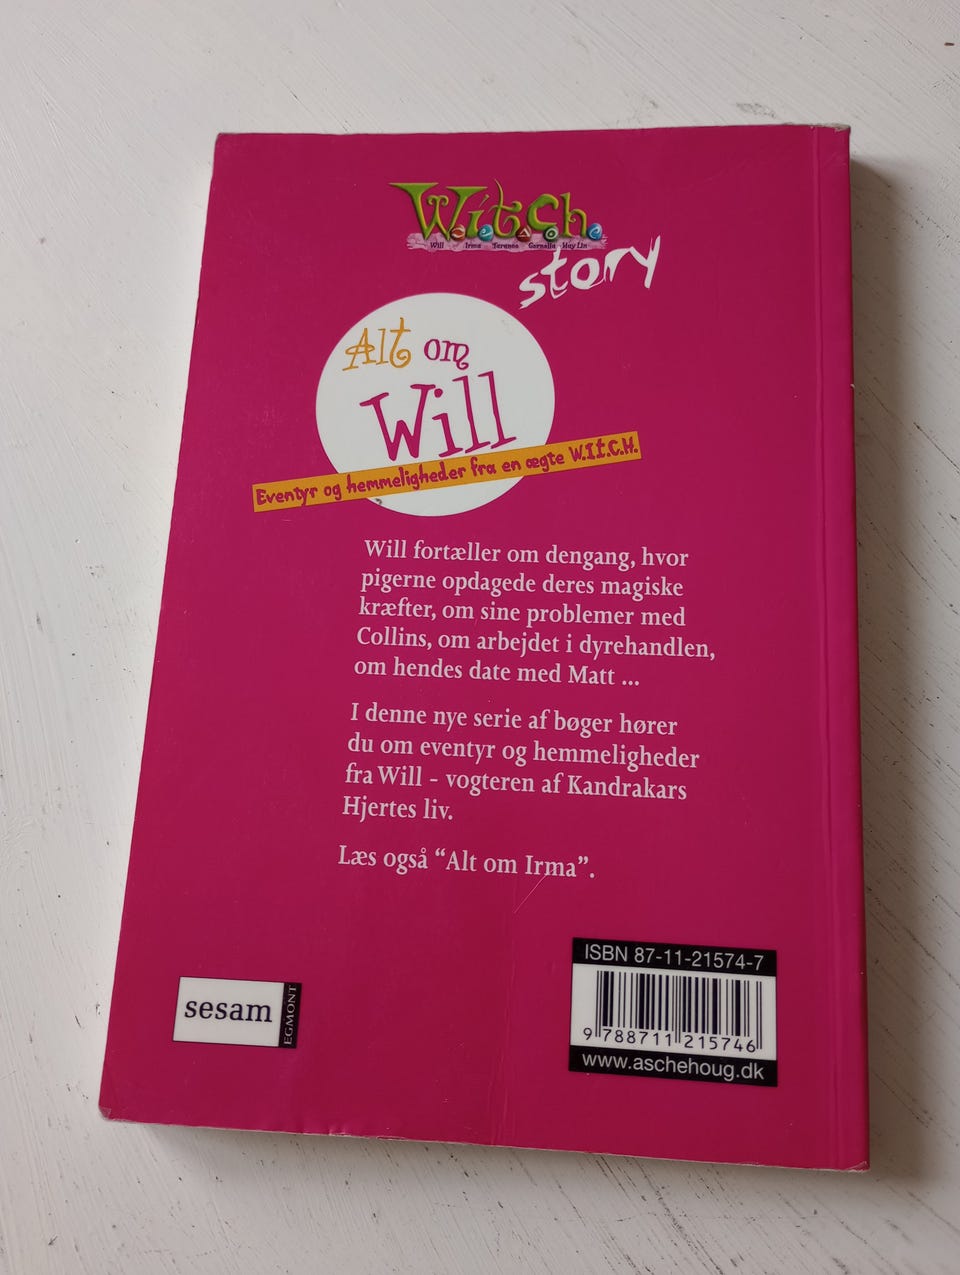 W.i.t.c.h.
Will Irma Taranee Cornelia Hay Lin
story
Alt om
Will
Eventyr og hemmeligheder fra en ægte W.I.T.C.H.
Will fortæller om dengang, hvor
pigerne opdagede deres magiske
kræfter, om sine problemer med
Collins, om arbejdet i dyrehandlen,
om hendes date med Matt ...
I denne nye serie af bøger hører
du om eventyr og hemmeligheder
fra Will - vogteren af Kandrakars
Hjertes liv.
Læs også “Alt om Irma”.
sesam
EGMONT
ISBN 87-11-21574-7
9 788711 215746
www.aschehoug.dk